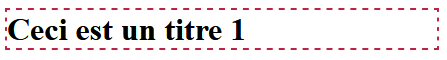 Ceci est un titre 1